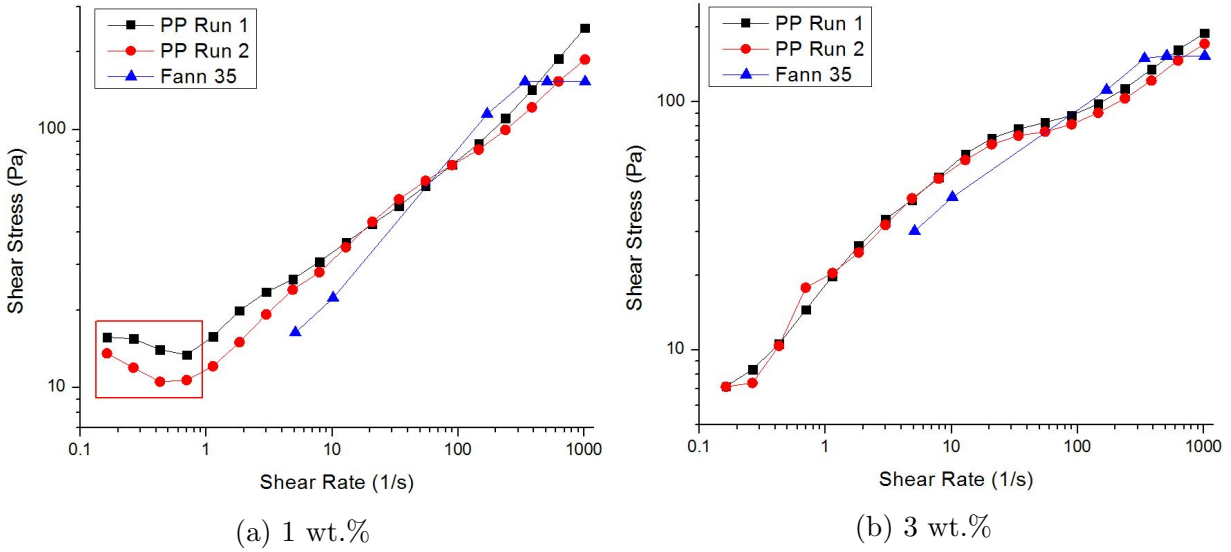 PP Run 1
PP Run 2
Fann 35
Shear Stress (Pa)
100
10
0.1 1 10 100 1000
Shear Rate (1/s)
(a) 1 wt.%
PP Run 1
PP Run 2
Fann 35
Shear Stress (Pa)
100
10
0.1 1 10 100 1000
Shear Rate (1/s)
(b) 3 wt.%